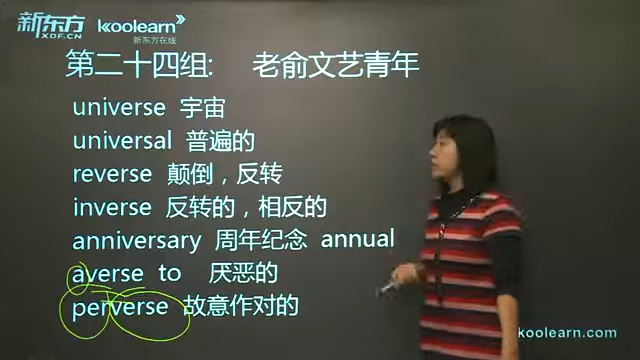 新东方 koolearn
XDF.CN 新东方在线
第二十四组: 老俞文艺青年
universe 宇宙
universal 普遍的
reverse 颠倒，反转
inverse 反转的，相反的
anniversary 周年纪念 annual
averse to 厌恶的
perverse 故意作对的
koolearn.com